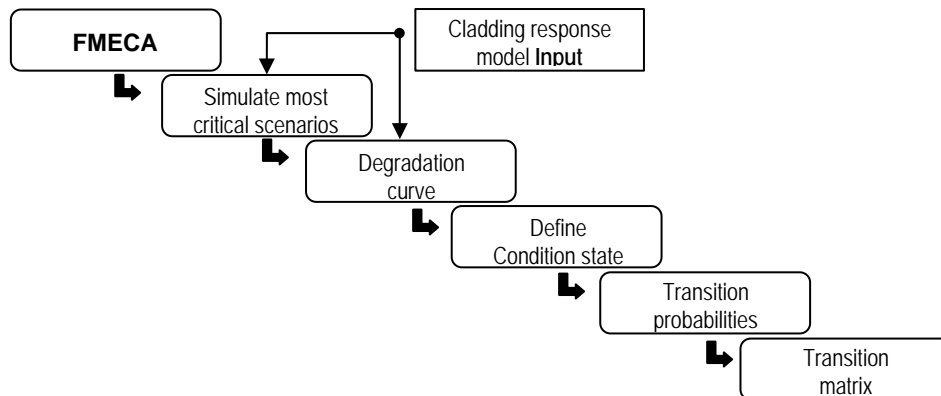 FMECA
Cladding response
model Input
Simulate most
critical scenarios
Degradation
curve
Define
Condition state
Transition
probabilities
Transition
matrix